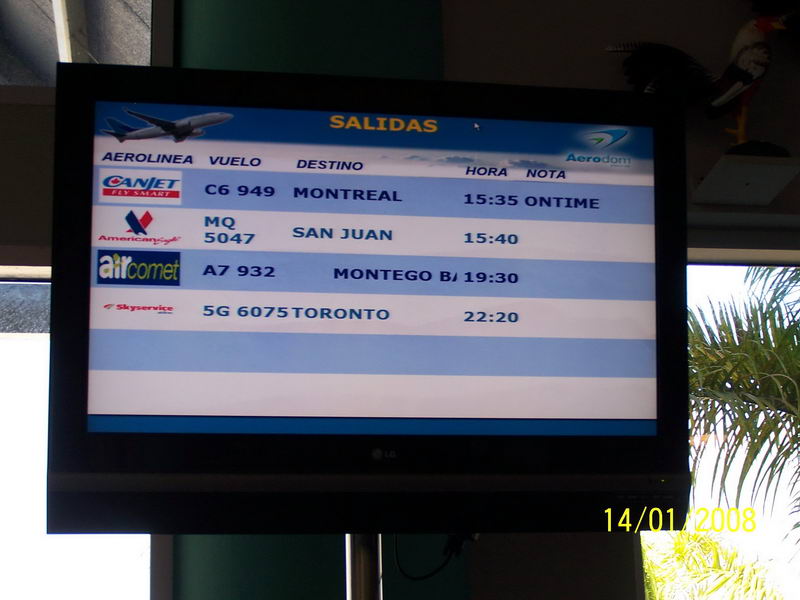 SALIDAS
Aerodom
AEROLINEA VUELO DESTINO HORA NOTA
CANJET FLY SMART C6 949 MONTREAL 15:35 ONTIME
American Eagle MQ 5047 SAN JUAN 15:40
aircomet A7 932 MONTEGO BA 19:30
Skyservice 5G 6075 TORONTO 22:20
LG
14/01/2008